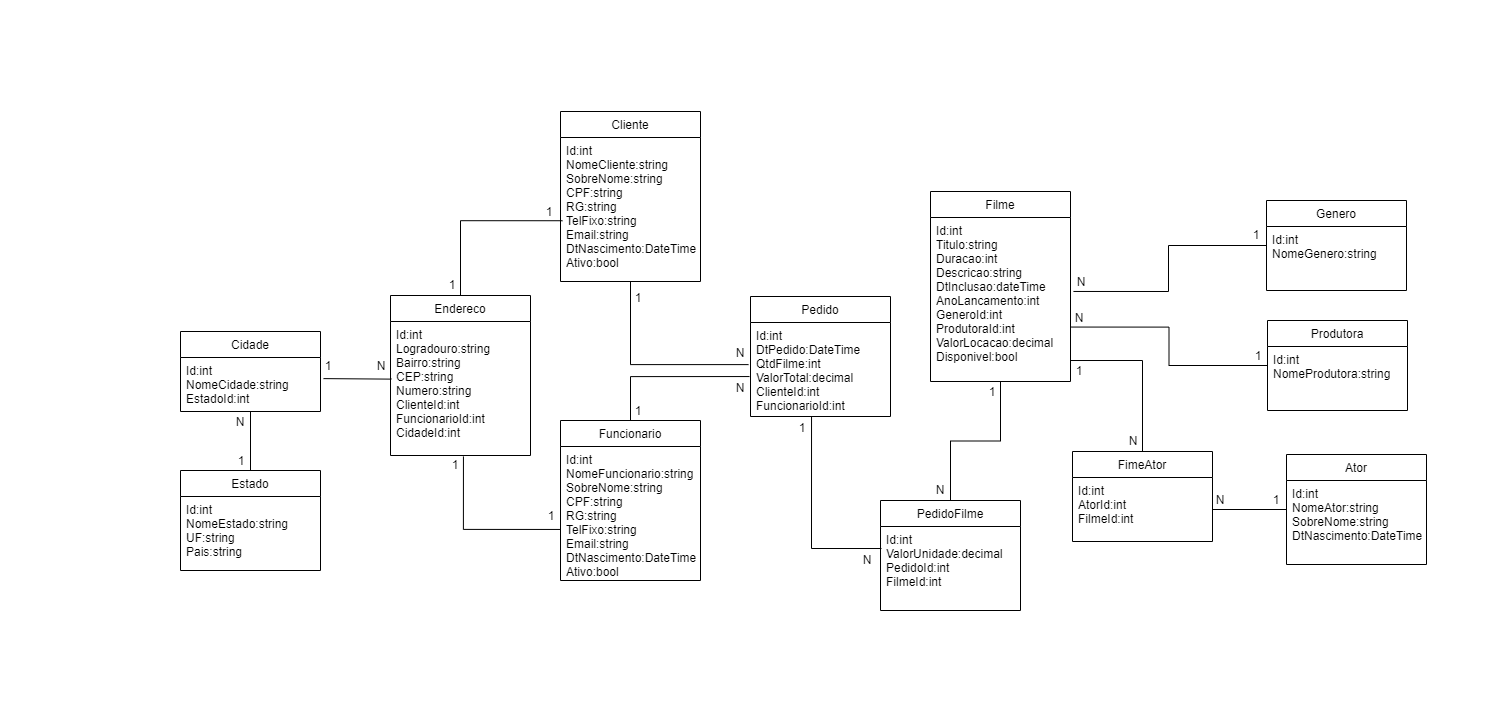 Cliente
Id:int
NomeCliente:string
SobreNome:string
CPF:string
RG:string
TelFixo:string
Email:string
DtNascimento:DateTime
Ativo:bool
1
1
Endereco
Id:int
Logradouro:string
Bairro:string
CEP:string
Numero:string
ClienteId:int
FuncionarioId:int
CidadeId:int
1
N
Cidade
Id:int
NomeCidade:string
EstadoId:int
N
1
Estado
Id:int
NomeEstado:string
UF:string
Pais:string
1
1
Funcionario
Id:int
NomeFuncionario:string
SobreNome:string
CPF:string
RG:string
TelFixo:string
Email:string
DtNascimento:DateTime
Ativo:bool
1
N
1
N
Pedido
Id:int
DtPedido:DateTime
QtdFilme:int
ValorTotal:decimal
ClienteId:int
FuncionarioId:int
1
N
PedidoFilme
Id:int
ValorUnidade:decimal
PedidoId:int
FilmeId:int
N
1
Filme
Id:int
Titulo:string
Duracao:int
Descricao:string
DtInclusao:dateTime
AnoLancamento:int
GeneroId:int
ProdutoraId:int
ValorLocacao:decimal
Disponivel:bool
N
1
Genero
Id:int
NomeGenero:string
N
1
Produtora
Id:int
NomeProdutora:string
1
N
FimeAtor
Id:int
AtorId:int
FilmeId:int
N
1
Ator
Id:int
NomeAtor:string
SobreNome:string
DtNascimento:DateTime